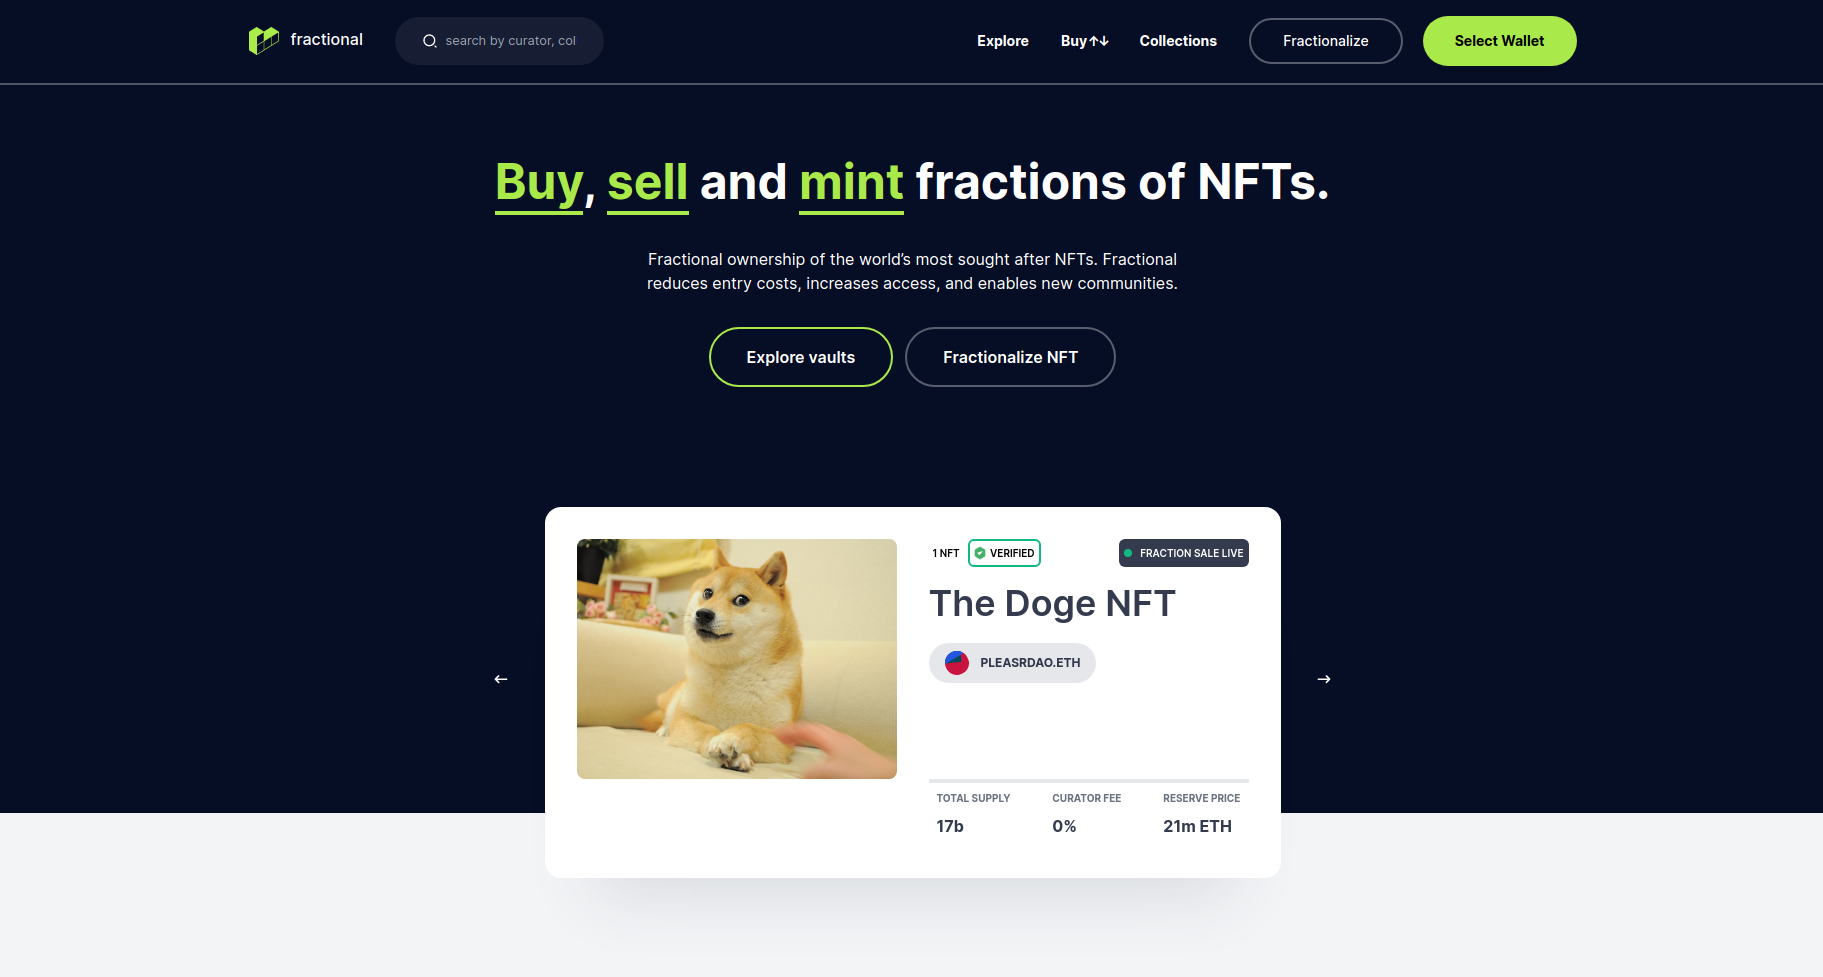 fractional
search by curator, col
Explore
Buy↑↓
Collections
Fractionalize
Select Wallet
Buy, sell and mint fractions of NFTs.
Fractional ownership of the world’s most sought after NFTs. Fractional
reduces entry costs, increases access, and enables new communities.
Explore vaults
Fractionalize NFT
1 NFT
VERIFIED
FRACTION SALE LIVE
The Doge NFT
PLEASRDAO.ETH
TOTAL SUPPLY
CURATOR FEE
RESERVE PRICE
17b
0%
21m ETH